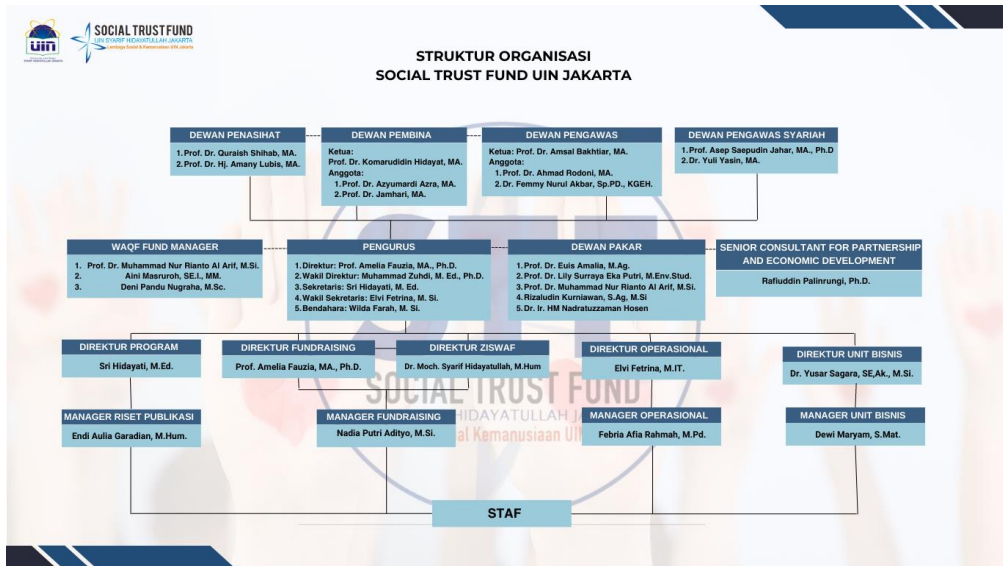 uin
SOCIAL TRUST FUND
UIN SYARIF HIDAYATULLAH JAKARTA
Lembaga Sosial & Kemanusiaan UIN Jakarta
STRUKTUR ORGANISASI
SOCIAL TRUST FUND UIN JAKARTA
DEWAN PENASIHAT
1.Prof. Dr. Quraish Shihab, MA.
2.Prof. Dr. Hj. Amany Lubis, MA.
DEWAN PEMBINA
Ketua:
Prof. Dr. Komarudidin Hidayat, MA.
Anggota:
1.Prof. Dr. Azyumardi Azra, MA.
2.Prof. Dr. Jamhari, MA.
DEWAN PENGAWAS
Ketua: Prof. Dr. Amsal Bakhtiar, MA.
Anggota:
1.Prof. Dr. Ahmad Rodoni, MA.
2.Dr. Femmy Nurul Akbar, Sp.PD., KGEH.
DEWAN PENGAWAS SYARIAH
1.Prof. Asep Saepudin Jahar, MA., Ph.D
2.Dr. Yuli Yasin, MA.
WAQF FUND MANAGER
1. Prof. Dr. Muhammad Nur Rianto Al Arif, M.Si.
2. Aini Masruroh, SE.I., MM.
3. Deni Pandu Nugraha, M.Sc.
PENGURUS
1.Direktur: Prof. Amelia Fauzia, MA., Ph.D.
2.Wakil Direktur: Muhammad Zuhdi, M. Ed., Ph.D.
3.Sekretaris: Sri Hidayati, M. Ed.
4.Wakil Sekretaris: Elvi Fetrina, M. Si.
5.Bendahara: Wilda Farah, M. Si.
DEWAN PAKAR
1.Prof. Dr. Euis Amalia, M.Ag.
2.Prof. Dr. Lily Surraya Eka Putri, M.Env.Stud.
3.Prof. Dr. Muhammad Nur Rianto Al Arif, M.Si.
4.Rizaludin Kurniawan, S.Ag, M.Si
5.Dr. Ir. HM Nadratuzzaman Hosen
SENIOR CONSULTANT FOR PARTNERSHIP
AND ECONOMIC DEVELOPMENT
Rafiuddin Palinrungi, Ph.D.
DIREKTUR PROGRAM
Sri Hidayati, M.Ed.
DIREKTUR FUNDRAISING
Prof. Amelia Fauzia, MA., Ph.D.
DIREKTUR ZISWAF
Dr. Moch. Syarif Hidayatullah, M.Hum
DIREKTUR OPERASIONAL
Elvi Fetrina, M.IT.
DIREKTUR UNIT BISNIS
Dr. Yusar Sagara, SE,Ak., M.Si.
SOCIAL TRUST FUND
MANAGER RISET PUBLIKASI
Endi Aulia Garadian, M.Hum.
MANAGER FUNDRAISING
Nadia Putri Adityo, M.Si.
MANAGER OPERASIONAL
Febria Afia Rahmah, M.Pd.
MANAGER UNIT BISNIS
Dewi Maryam, S.Mat.
HIDAYATULLAH
al Kemanusiaan UI
STAF